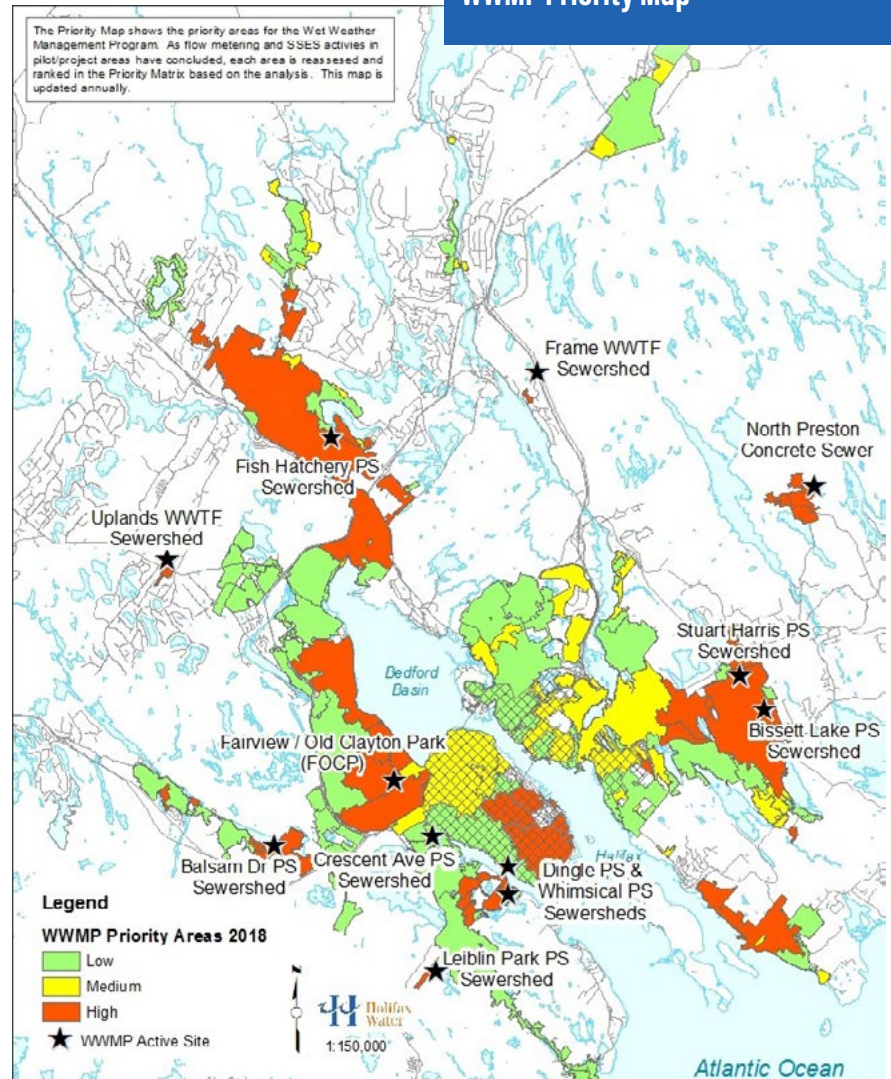 WWMP Priority Map
The Priority Map shows the priority areas for the Wet Weather
Management Program. As flow metering and SSES activies in
pilot/project areas have concluded, each area is reassessed and
ranked in the Priority Matrix based on the analysis. This map is
updated annually.
Frame WWTF
Sewershed
North Preston
Concrete Sewer
Fish Hatchery PS
Sewershed
Uplands WWTF
Sewershed
Stuart Harris PS
Sewershed
Bedford
Basin
Bissett Lake PS
Sewershed
Fairview / Old Clayton Park
(FOCP)
Halifax
Balsam Dr PS
Sewershed
Crescent Ave PS
Sewershed
Dingle PS &
Whimsical PS
Sewersheds
Leiblin Park PS
Sewershed
Legend
WWMP Priority Areas 2018
Low
Medium
High
WWMP Active Site
Halifax
Water
1:150,000
Atlantic Ocean